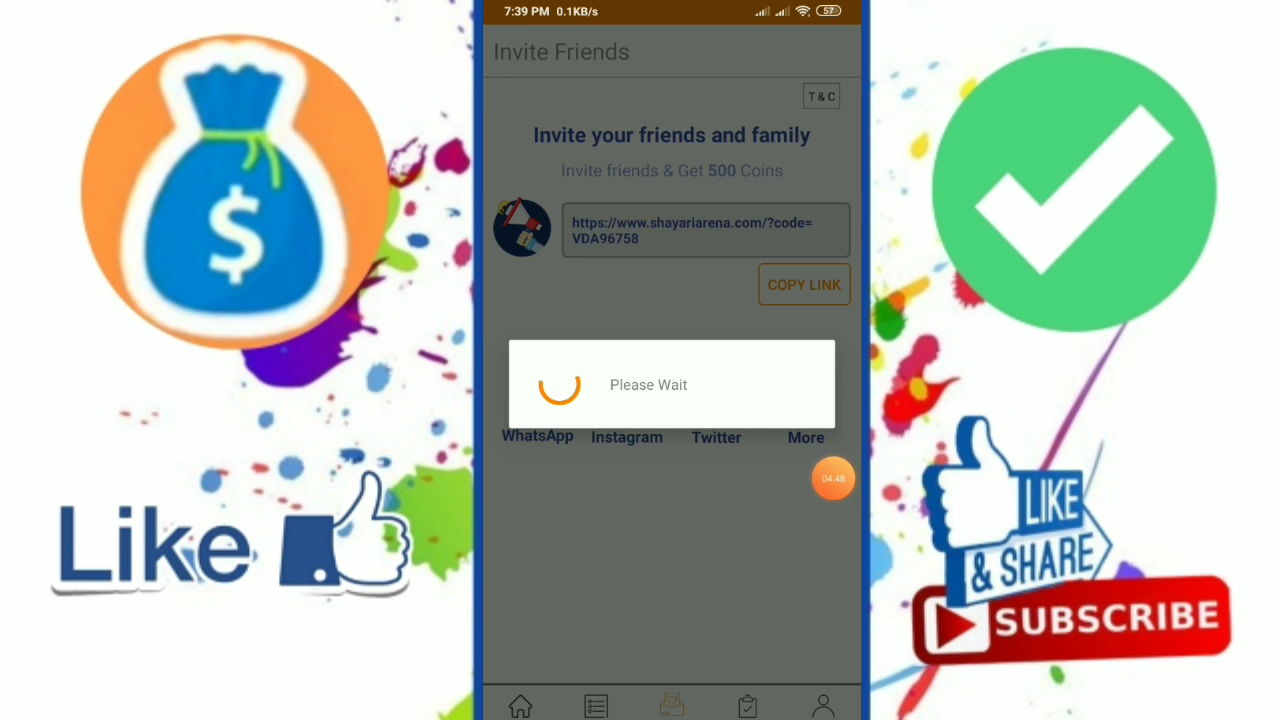 7:39 PM 0.1KB/s
57
Invite Friends
T & C
Invite your friends and family
Invite friends & Get 500 Coins
https://www.shayariarena.com/?code=
VDA96758
COPY LINK
Please Wait
WhatsApp Instagram Twitter More
04:48
$
Like
LIKE
& SHARE
SUBSCRIBE